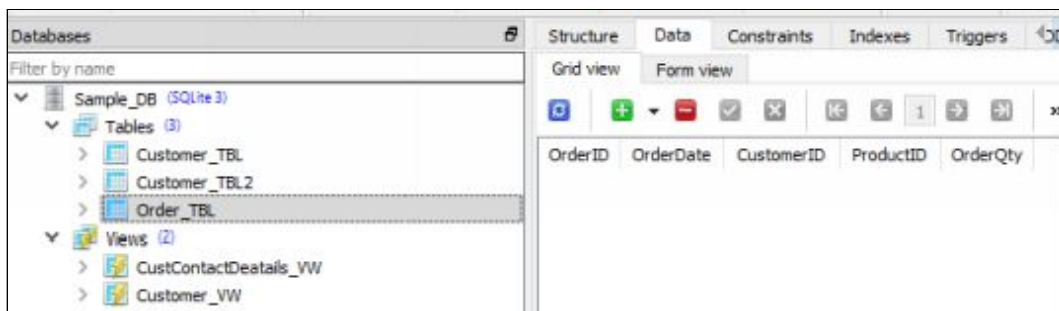 Databases
Filter by name
Sample_DB (SQLite 3)
Tables (3)
Customer_TBL
Customer_TBL2
Order_TBL
Views (2)
CustContactDeatails_VW
Customer_VW
Structure Data Constraints Indexes Triggers
Grid view Form view
1
OrderID OrderDate CustomerID ProductID OrderQty